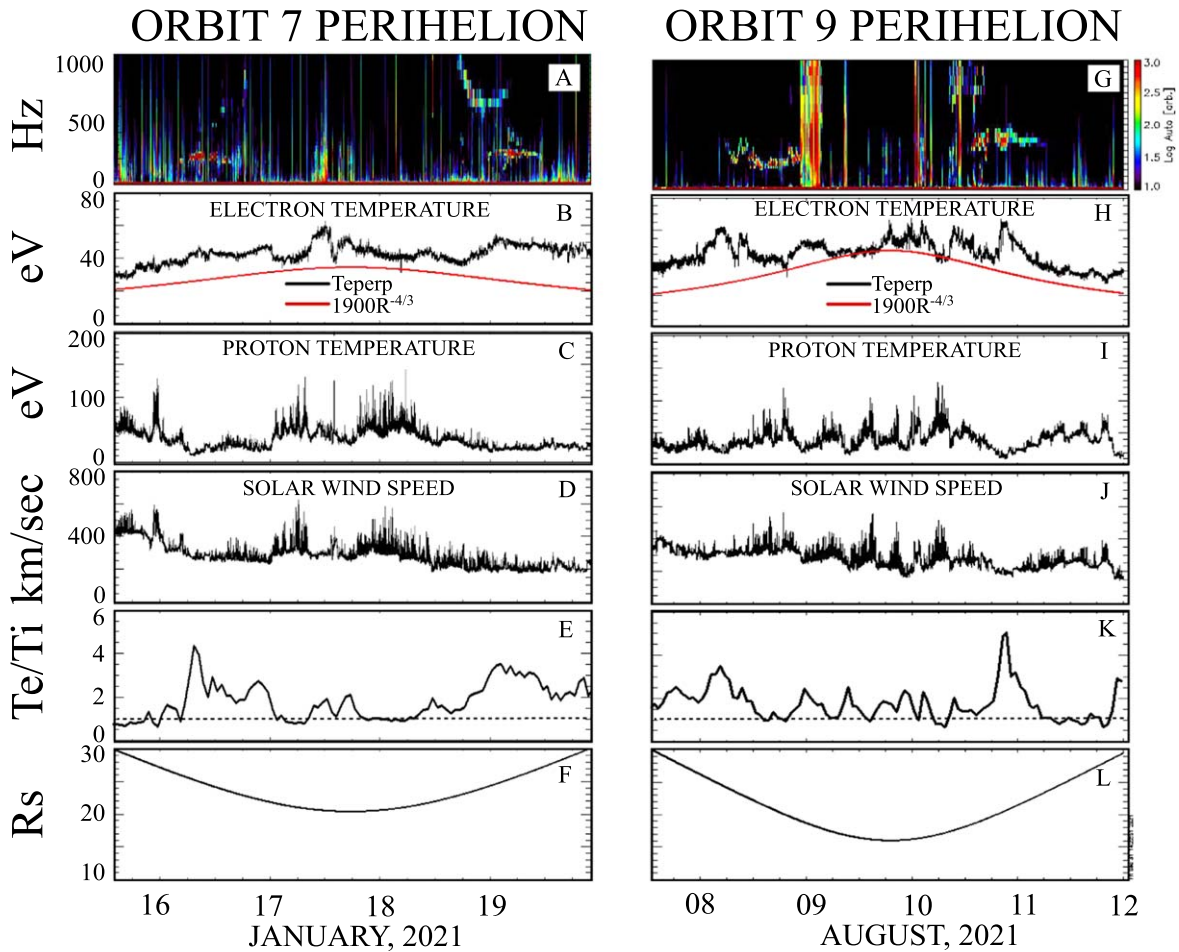 ORBIT 7 PERIHELION
ORBIT 9 PERIHELION
Hz
1000
500
0
A
G
3.0
2.5
2.0
1.5
1.0
Log Auto [arb.]
eV
80
40
0
ELECTRON TEMPERATURE
B
Teperp
1900R-4/3
ELECTRON TEMPERATURE
H
Teperp
1900R-4/3
eV
200
100
0
PROTON TEMPERATURE
C
PROTON TEMPERATURE
I
km/sec
800
400
0
SOLAR WIND SPEED
D
SOLAR WIND SPEED
J
Te/Ti
6
4
2
0
E
K
Rs
30
20
10
F
L
16 17 18 19
08 09 10 11 12
JANUARY, 2021
AUGUST, 2021